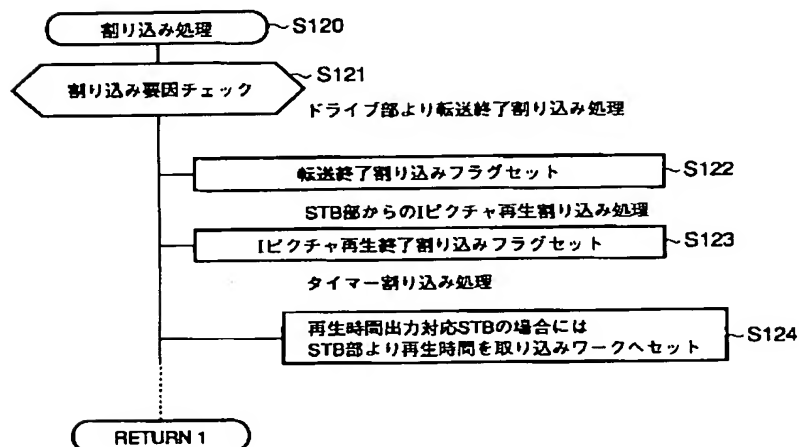 割り込み処理 S120
割り込み要因チェック S121
ドライブ部より転送終了割り込み処理
転送終了割り込みフラグセット S122
STB部からのIピクチャ再生割り込み処理
Iピクチャ再生終了割り込みフラグセット S123
タイマー割り込み処理
再生時間出力対応STBの場合には
STB部より再生時間を取り込みワークへセット S124
RETURN 1